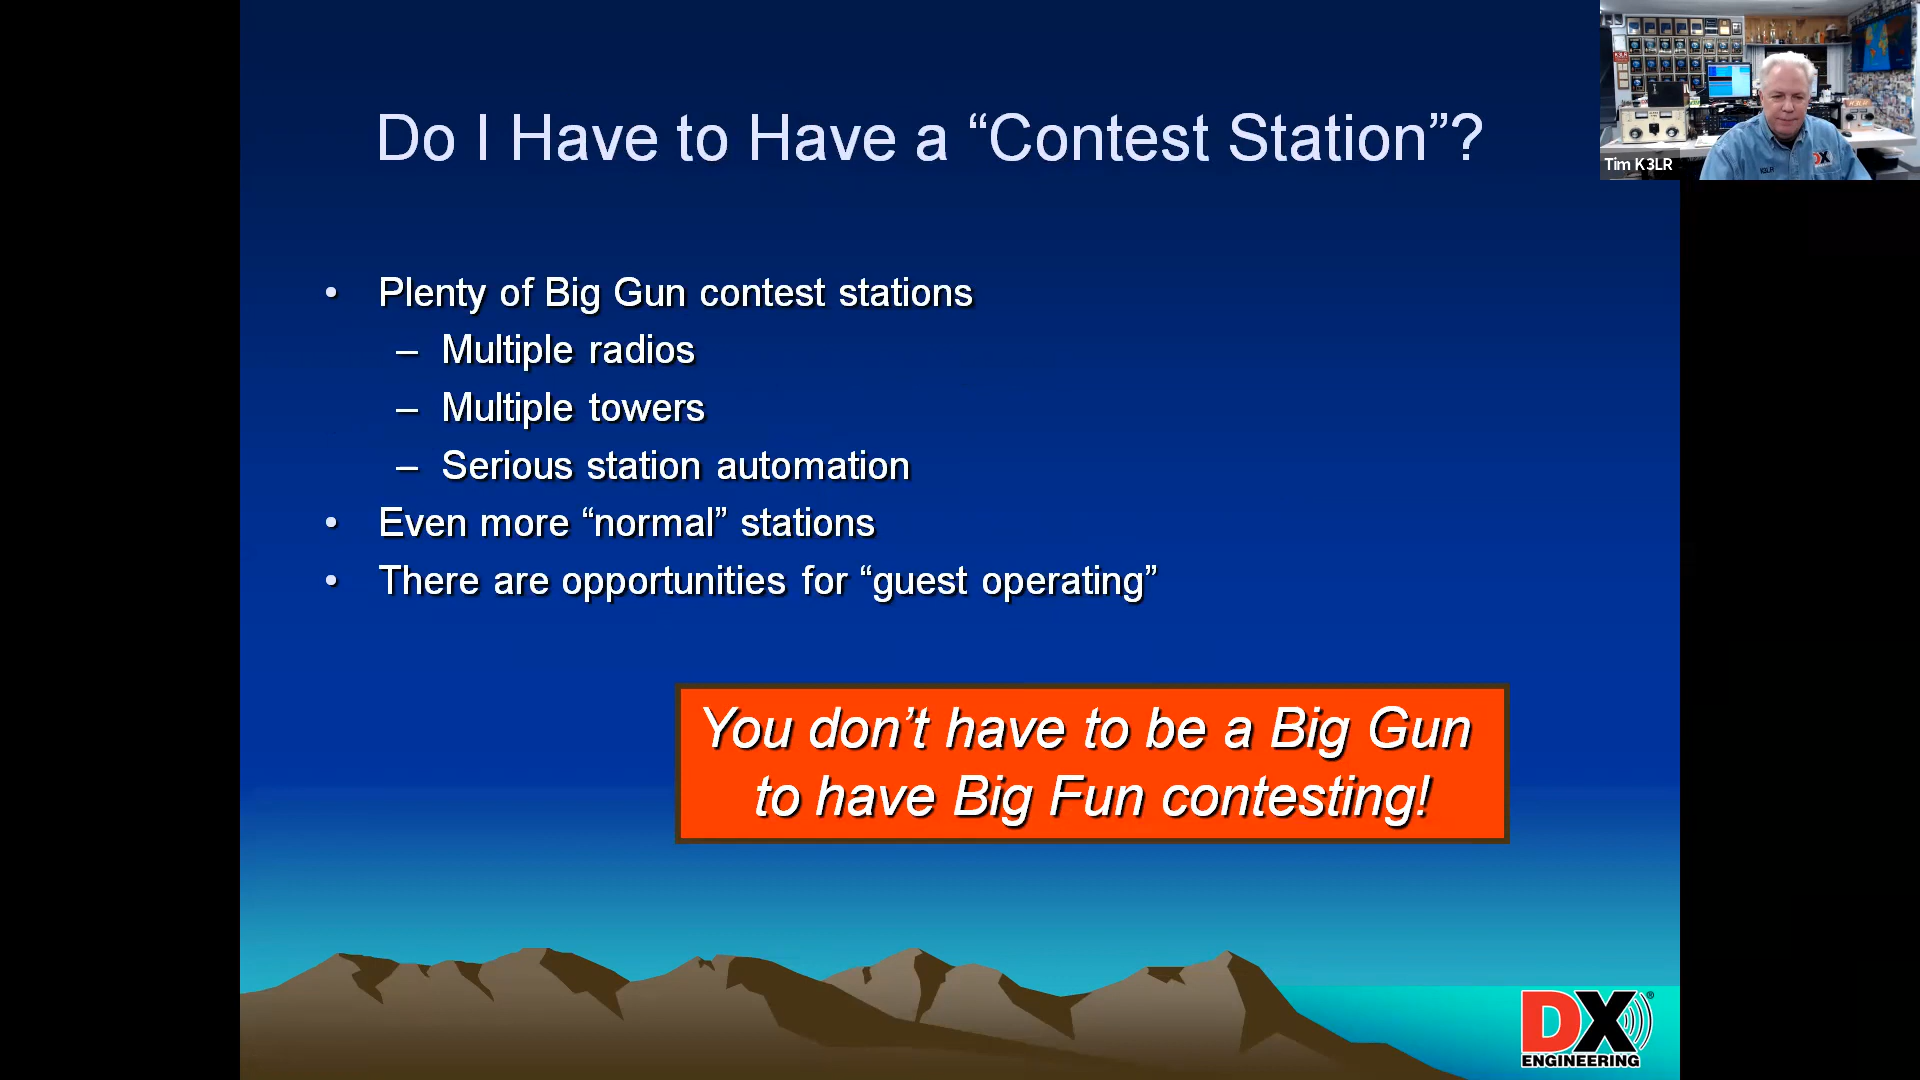 Do I Have to Have a “Contest Station”?
Tim K3LR
• Plenty of Big Gun contest stations
– Multiple radios
– Multiple towers
– Serious station automation
• Even more “normal” stations
• There are opportunities for “guest operating”
You don’t have to be a Big Gun
to have Big Fun contesting!
DX
ENGINEERING